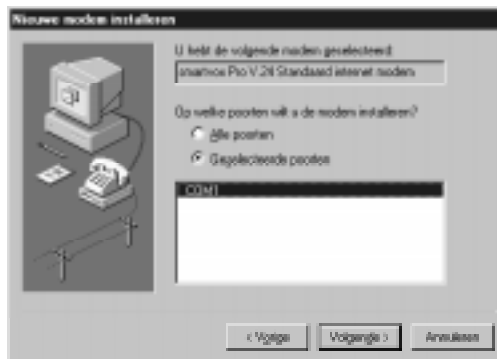 Nieuwe modem installeren
U hebt de volgende modem geselecteerd:
Pro V.24 Standaard internet modem
Op welke poorten wilt u de modem installeren?
Alle poorten
Geselecteerde poorten
COM1
< Vorige
Volgende >
Annuleren